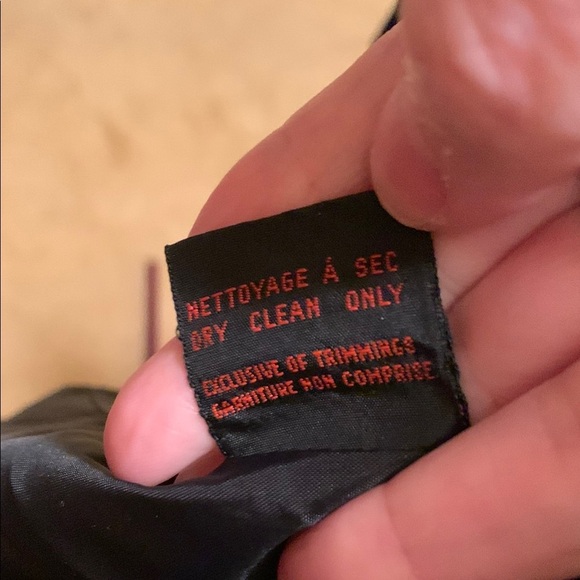 NETTOYAGE Á SEC
DRY CLEAN ONLY
EXCLUSIVE OF TRIMMINGS
GARNITURE NON COMPRISE